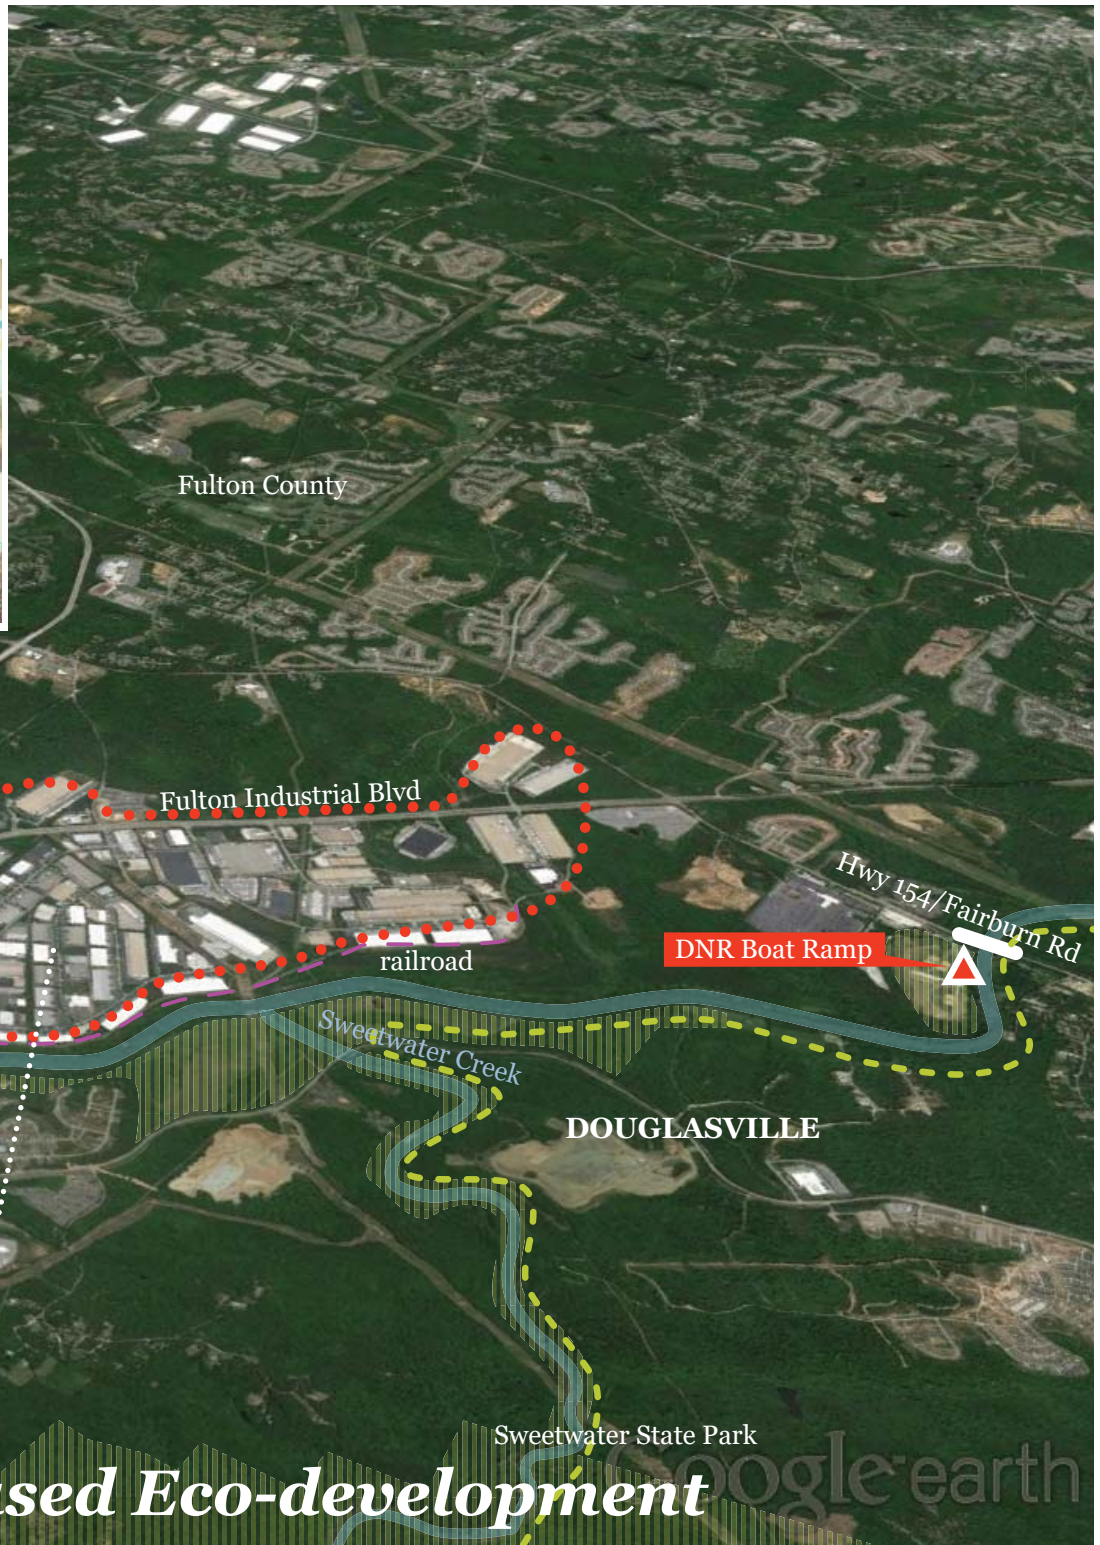 Fulton County
Fulton Industrial Blvd
Hwy 154/Fairburn Rd
DNR Boat Ramp
railroad
Sweetwater Creek
DOUGLASVILLE
Sweetwater State Park
sed Eco-development
oogle earth